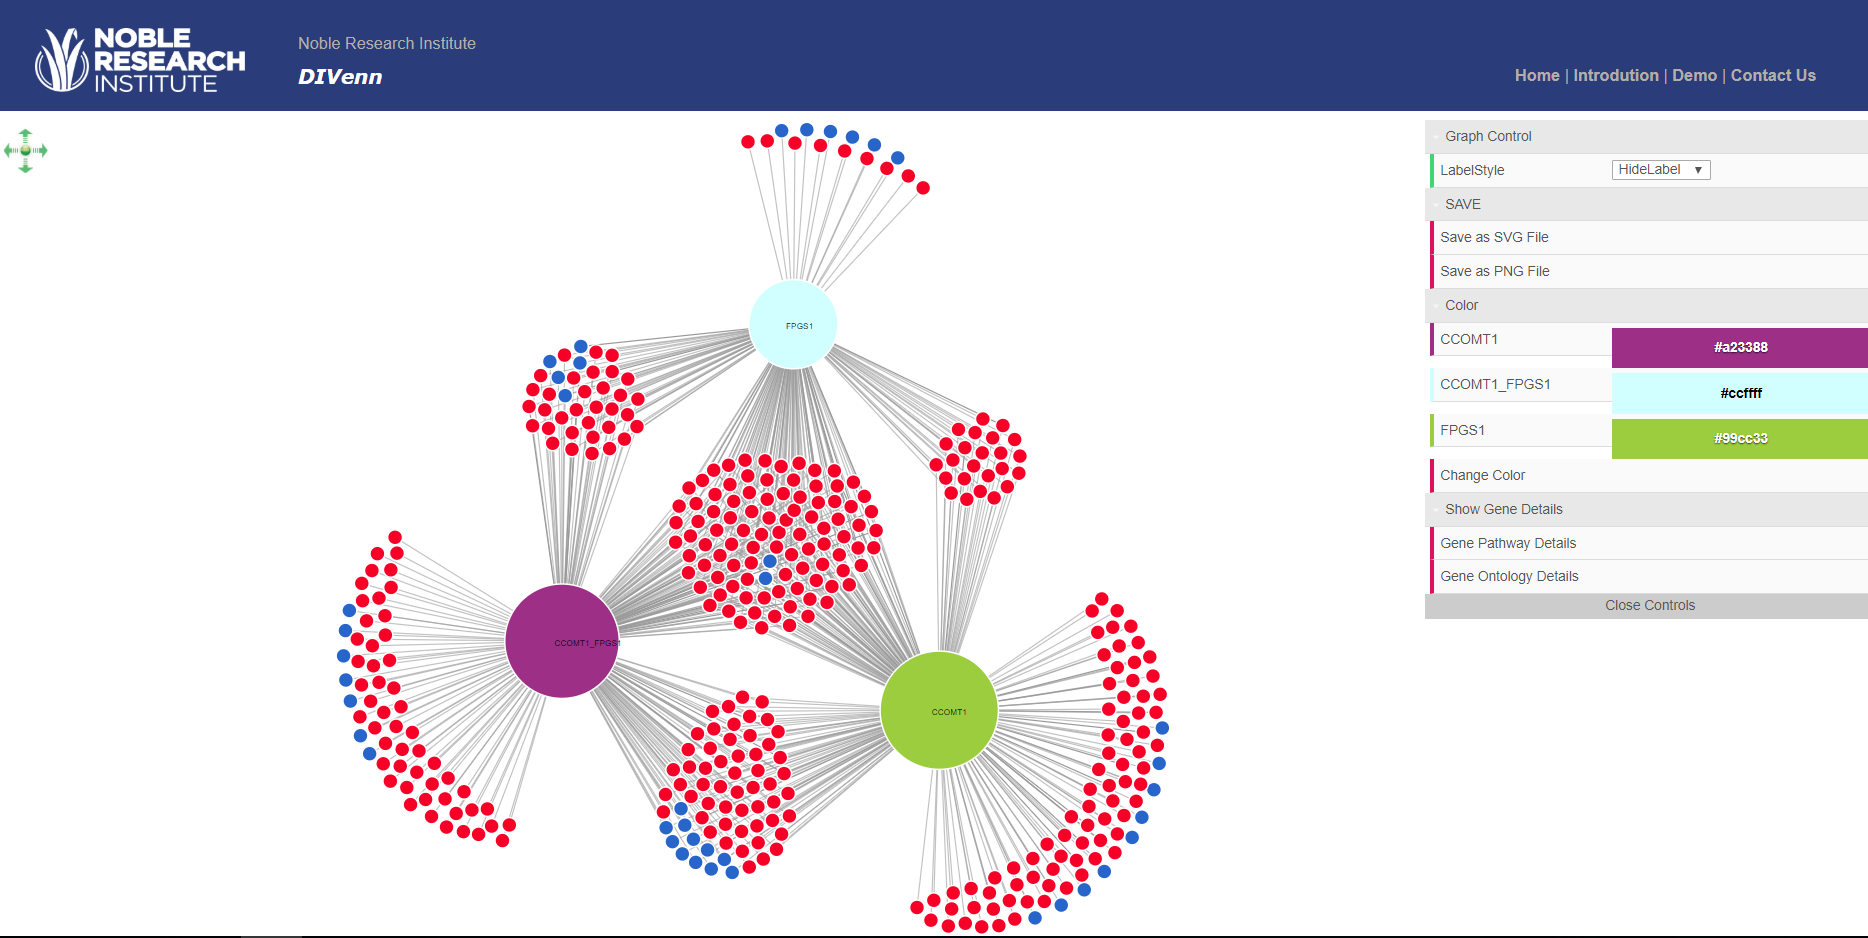 NOBLE
RESEARCH
INSTITUTE
Noble Research Institute
DIVenn
Home | Introdution | Demo | Contact Us
FPGS1
CCOMT1_FPGS1
CCOMT1
Graph Control
LabelStyle HideLabel
SAVE
Save as SVG File
Save as PNG File
Color
CCOMT1 #a23388
CCOMT1_FPGS1 #ccffff
FPGS1 #99cc33
Change Color
Show Gene Details
Gene Pathway Details
Gene Ontology Details
Close Controls